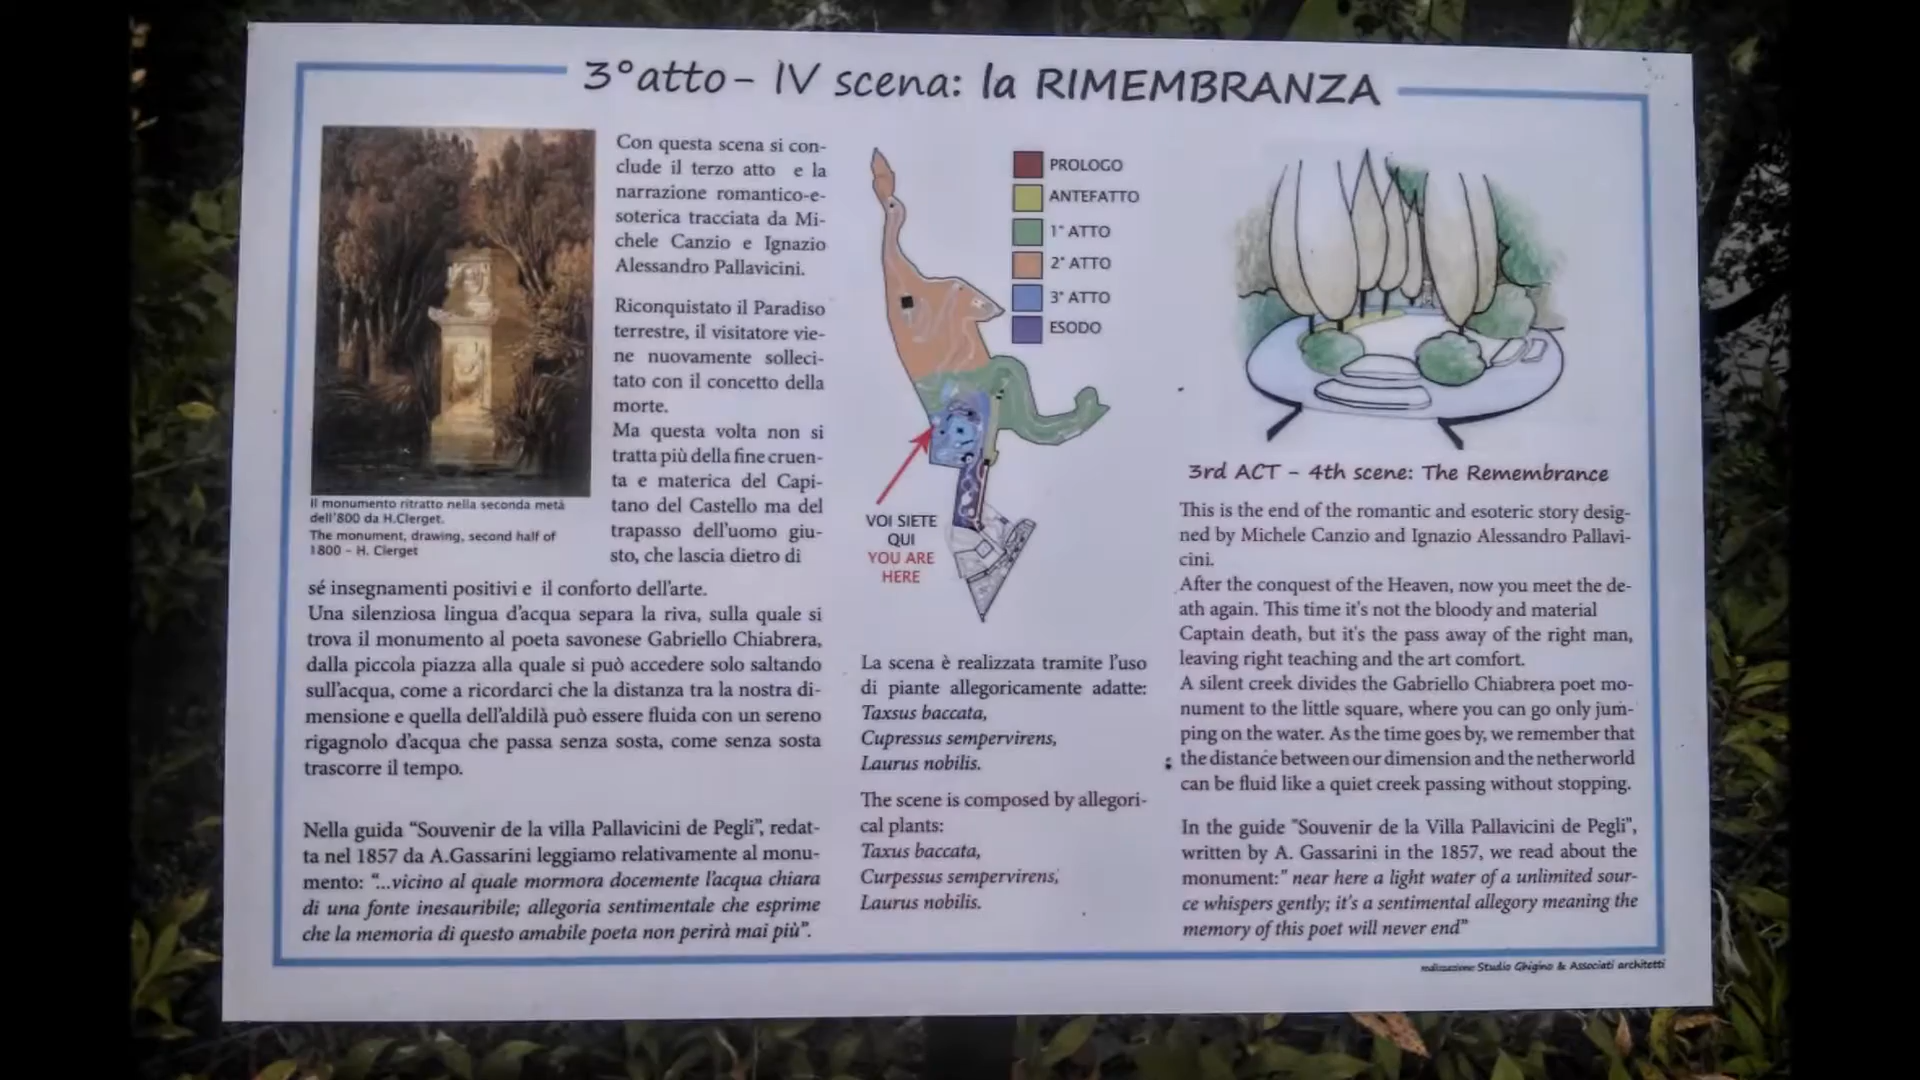 3°atto- IV scena: la RIMEMBRANZA
Il monumento ritratto nella seconda metà
dell'800 da H.Clerget.
The monument, drawing, second half of
1800 - H. Clerget
Con questa scena si con-
clude il terzo atto e la
narrazione romantico-e-
soterica tracciata da Mi-
chele Canzio e Ignazio
Alessandro Pallavicini.
Riconquistato il Paradiso
terrestre, il visitatore vie-
ne nuovamente solleci-
tato con il concetto della
morte.
Ma questa volta non si
tratta più della fine cruen-
ta e materica del Capi-
tano del Castello ma del
trapasso dell'uomo giu-
sto, che lascia dietro di
sé insegnamenti positivi e il conforto dell'arte.
Una silenziosa lingua d'acqua separa la riva, sulla quale si
trova il monumento al poeta savonese Gabriello Chiabrera,
dalla piccola piazza alla quale si può accedere solo saltando
sull'acqua, come a ricordarci che la distanza tra la nostra di-
mensione e quella dell'aldilà può essere fluida con un sereno
rigagnolo d'acqua che passa senza sosta, come senza sosta
trascorre il tempo.
Nella guida "Souvenir de la villa Pallavicini de Pegli", redat-
ta nel 1857 da A.Gassarini leggiamo relativamente al monu-
mento: "...vicino al quale mormora docemente l'acqua chiara
di una fonte inesauribile; allegoria sentimentale che esprime
che la memoria di questo amabile poeta non perirà mai più".
PROLOGO
ANTEFATTO
1° ATTO
2° ATTO
3° ATTO
ESODO
VOI SIETE
QUI
YOU ARE
HERE
La scena è realizzata tramite l'uso
di piante allegoricamente adatte:
Taxsus baccata,
Cupressus sempervirens,
Laurus nobilis.
The scene is composed by allegori-
cal plants:
Taxus baccata,
Curpessus sempervirens,
Laurus nobilis.
3rd ACT - 4th scene: The Remembrance
This is the end of the romantic and esoteric story desig-
ned by Michele Canzio and Ignazio Alessandro Pallavi-
cini.
After the conquest of the Heaven, now you meet the de-
ath again. This time it's not the bloody and material
Captain death, but it's the pass away of the right man,
leaving right teaching and the art comfort.
A silent creek divides the Gabriello Chiabrera poet mo-
nument to the little square, where you can go only jum-
ping on the water. As the time goes by, we remember that
the distance between our dimension and the netherworld
can be fluid like a quiet creek passing without stopping.
In the guide "Souvenir de la Villa Pallavicini de Pegli",
written by A. Gassarini in the 1857, we read about the
monument:" near here a light water of a unlimited sour-
ce whispers gently; it's a sentimental allegory meaning the
memory of this poet will never end"
realizzazione Studio Ghigino & Associati architetti